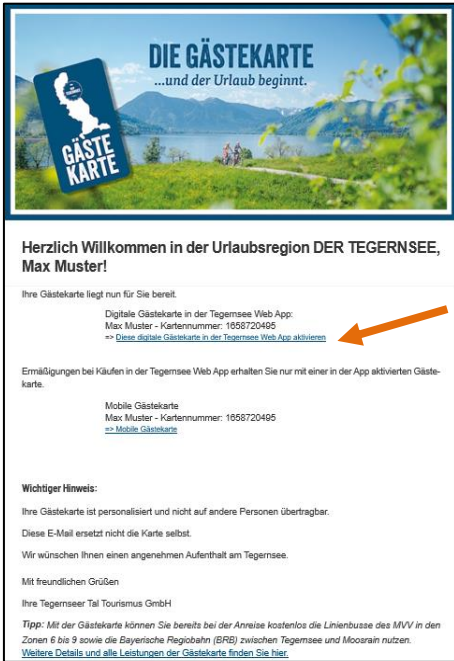 DIE GÄSTEKARTE
...und der Urlaub beginnt.
GÄSTE
KARTE
Herzlich Willkommen in der Urlaubsregion DER TEGERNSEE,
Max Muster!
Ihre Gästekarte liegt nun für Sie bereit.
Digitale Gästekarte in der Tegernsee Web App:
Max Muster - Kartennummer: 1658720495
=> Diese digitale Gästekarte in der Tegernsee Web App aktivieren
Ermäßigungen bei Käufen in der Tegernsee Web App erhalten Sie nur mit einer in der App aktivierten Gäste-
karte.
Mobile Gästekarte
Max Muster - Kartennummer: 1658720495
=> Mobile Gästekarte
Wichtiger Hinweis:
Ihre Gästekarte ist personalisiert und nicht auf andere Personen übertragbar.
Diese E-Mail ersetzt nicht die Karte selbst.
Wir wünschen Ihnen einen angenehmen Aufenthalt am Tegernsee.
Mit freundlichen Grüßen
Ihre Tegernseer Tal Tourismus GmbH
Tipp: Mit der Gästekarte können Sie bereits bei der Anreise kostenlos die Linienbusse des MVV in den
Zonen 6 bis 9 sowie die Bayerische Regiobahn (BRB) zwischen Tegernsee und Moosrain nutzen.
Weitere Details und alle Leistungen der Gästekarte finden Sie hier.